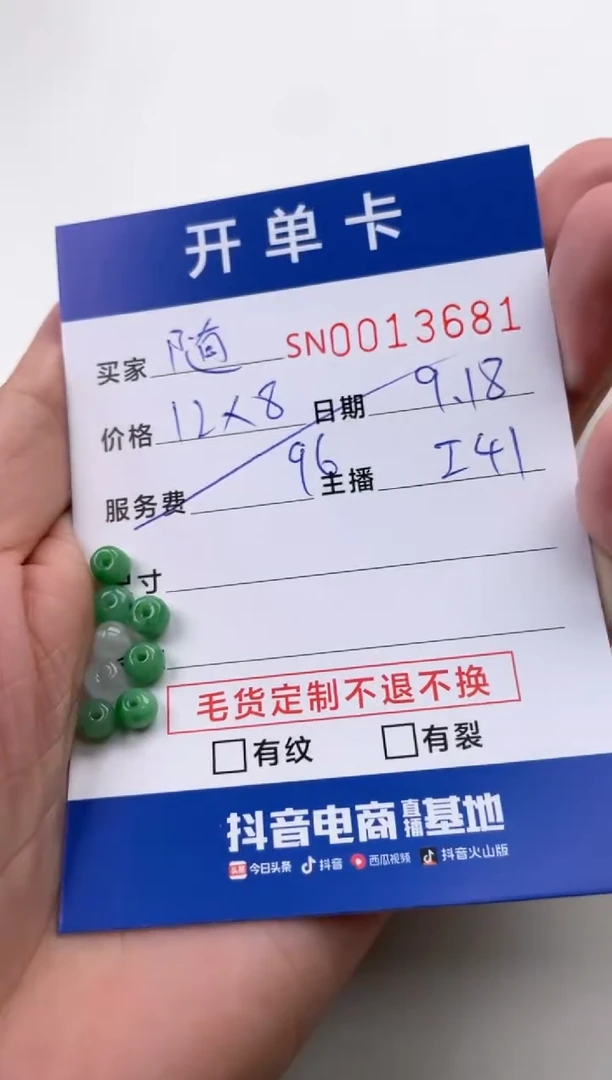 开单卡
买家 随 SN0013681
价格 12×8 日期 9.18
服务费 96 主播 I41
寸
毛货定制不退不换
有纹 有裂
抖音电商直播基地
头条 今日头条 抖音 西瓜视频 抖音火山版